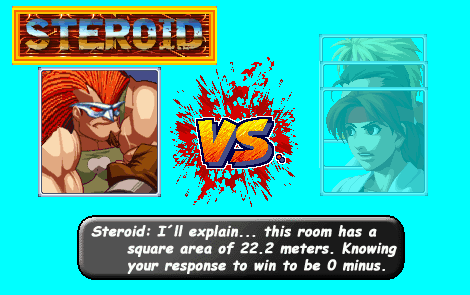 STEROID
VS.
Steroid: I´ll explain... this room has a
square area of 22.2 meters. Knowing
your response to win to be 0 minus.